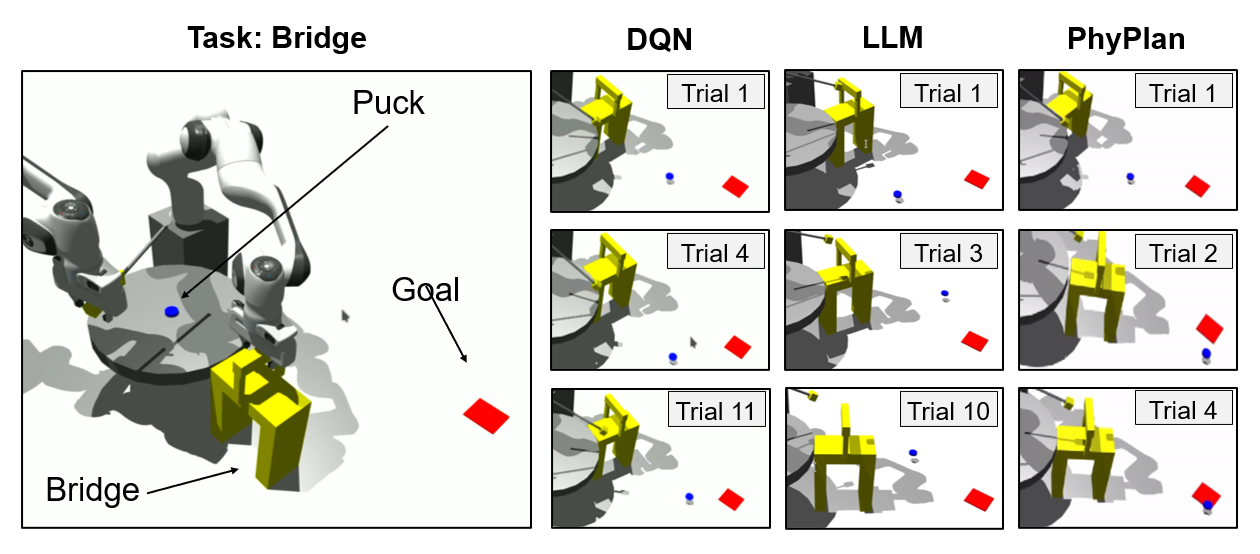 Task: Bridge
Puck
Goal
Bridge
DQN
LLM
PhyPlan
Trial 1
Trial 1
Trial 1
Trial 4
Trial 3
Trial 2
Trial 11
Trial 10
Trial 4